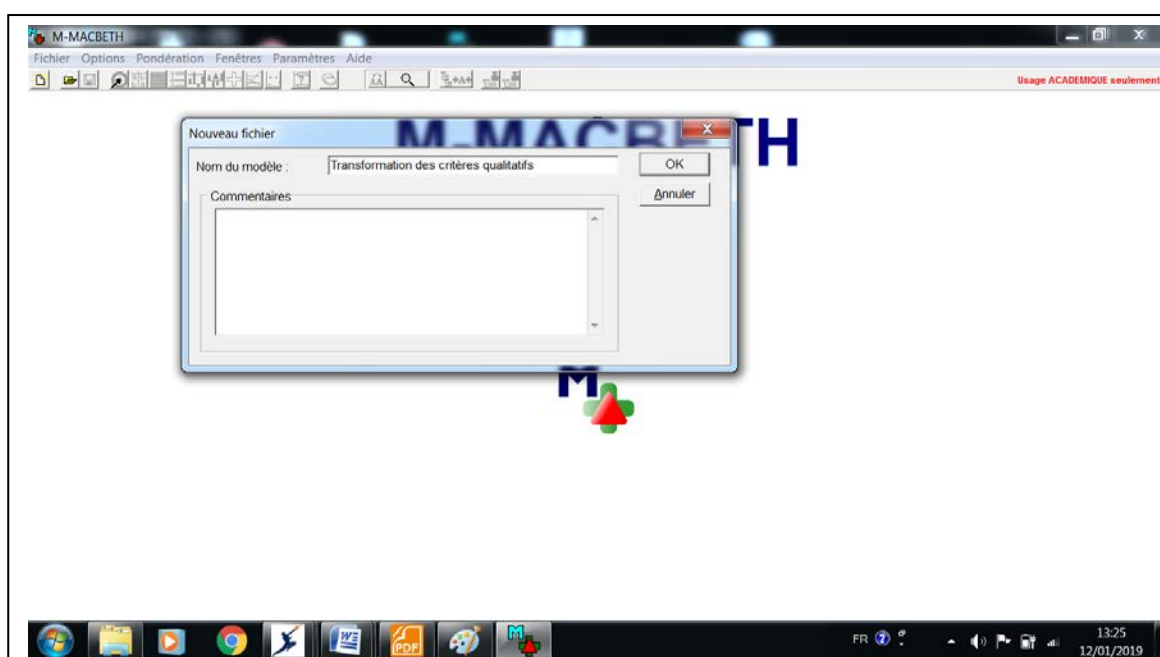 M-MACBETH
Fichier Options Pondération Fenêtres Paramètres Aide
Usage ACADEMIQUE seulement
M-MACBETH
Nouveau fichier
Nom du modèle : Transformation des critères qualitatifs OK
Commentaires Annuler
M
FR
13:25
12/01/2019